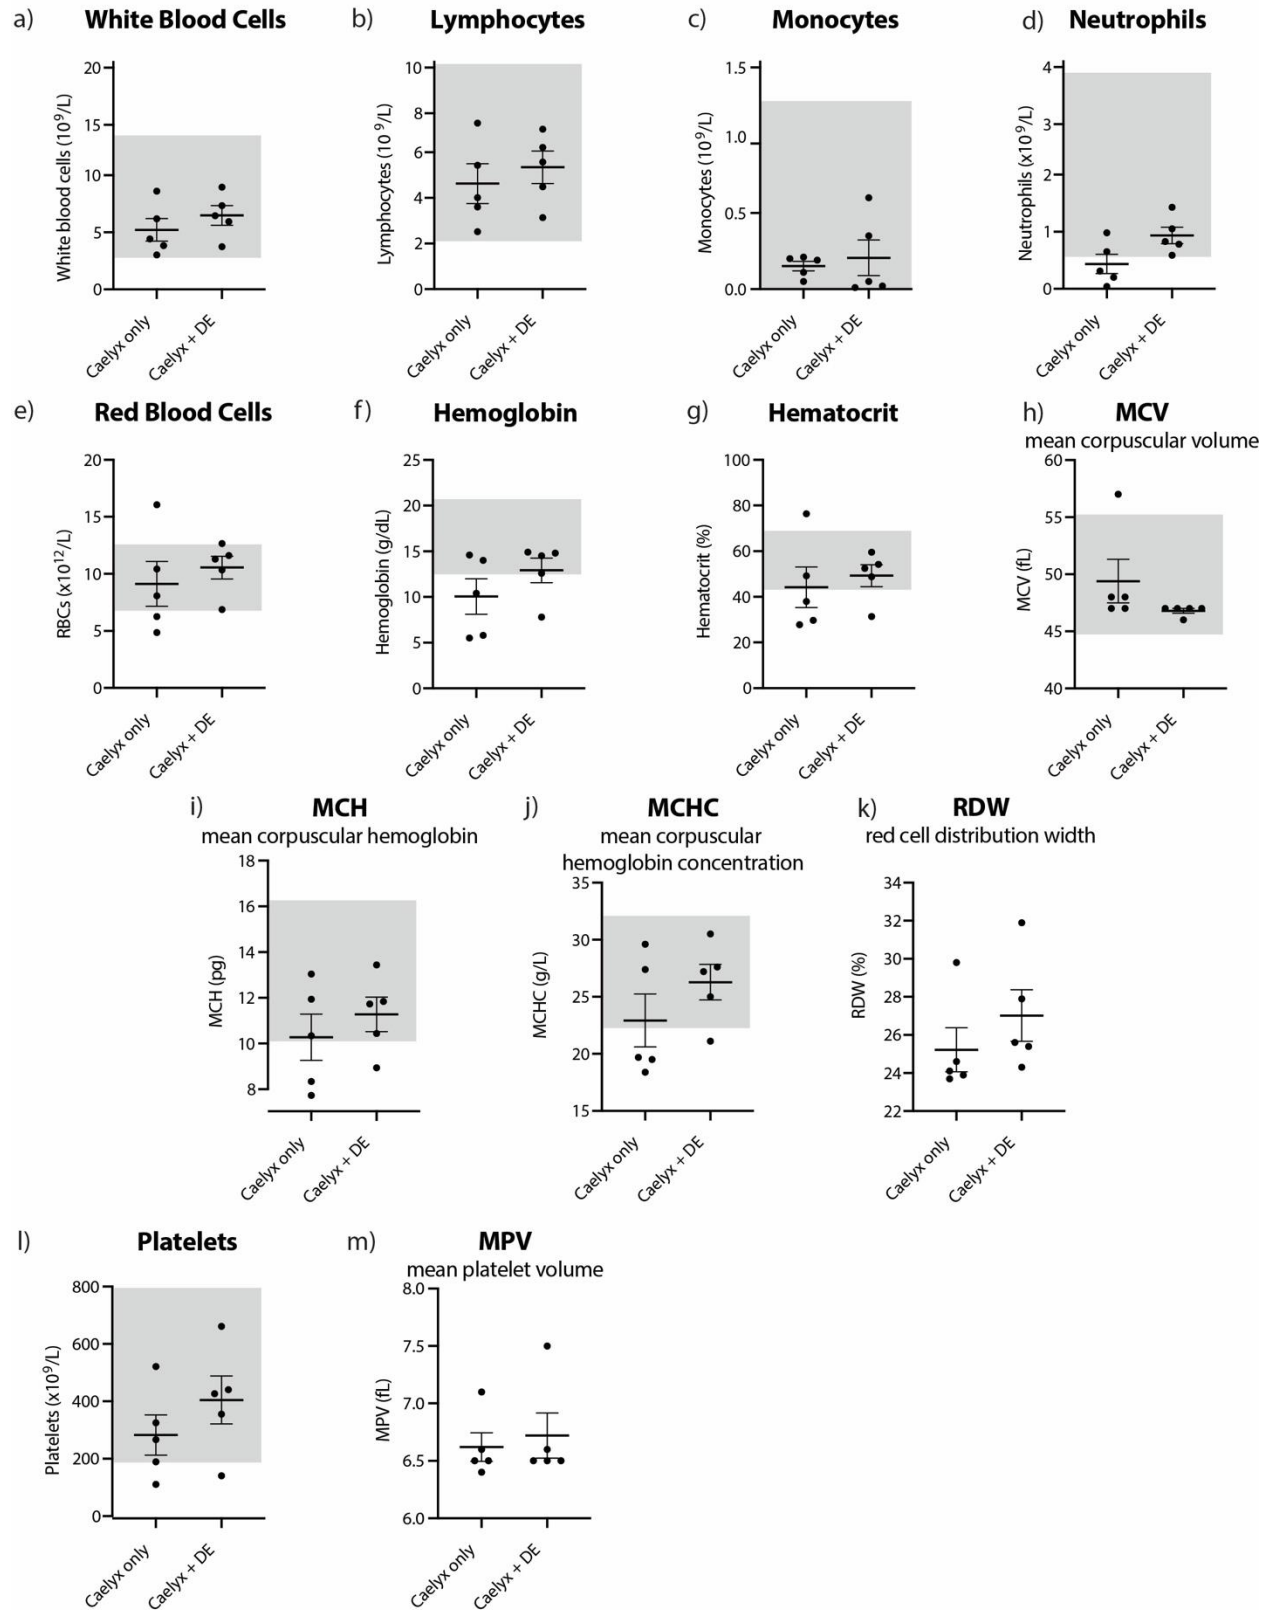 a) White Blood Cells
White blood cells (10⁹/L)
20
15
10
5
0
Caelyx only
Caelyx + DE
b) Lymphocytes
Lymphocytes (10⁹/L)
10
8
6
4
2
0
Caelyx only
Caelyx + DE
c) Monocytes
Monocytes (10⁹/L)
1.5
1.0
0.5
0.0
Caelyx only
Caelyx + DE
d) Neutrophils
Neutrophils (x10⁹/L)
4
3
2
1
0
Caelyx only
Caelyx + DE
e) Red Blood Cells
RBCs (x10¹²/L)
20
15
10
5
0
Caelyx only
Caelyx + DE
f) Hemoglobin
Hemoglobin (g/dL)
25
20
15
10
5
0
Caelyx only
Caelyx + DE
g) Hematocrit
Hematocrit (%)
100
80
60
40
20
0
Caelyx only
Caelyx + DE
h) MCV
mean corpuscular volume
MCV (fL)
60
55
50
45
40
Caelyx only
Caelyx + DE
i) MCH
mean corpuscular hemoglobin
MCH (pg)
18
16
14
12
10
8
Caelyx only
Caelyx + DE
j) MCHC
mean corpuscular
hemoglobin concentration
MCHC (g/L)
35
30
25
20
15
Caelyx only
Caelyx + DE
k) RDW
red cell distribution width
RDW (%)
34
32
30
28
26
24
22
Caelyx only
Caelyx + DE
l) Platelets
Platelets (x10⁹/L)
800
600
400
200
0
Caelyx only
Caelyx + DE
m) MPV
mean platelet volume
MPV (fL)
8.0
7.5
7.0
6.5
6.0
Caelyx only
Caelyx + DE